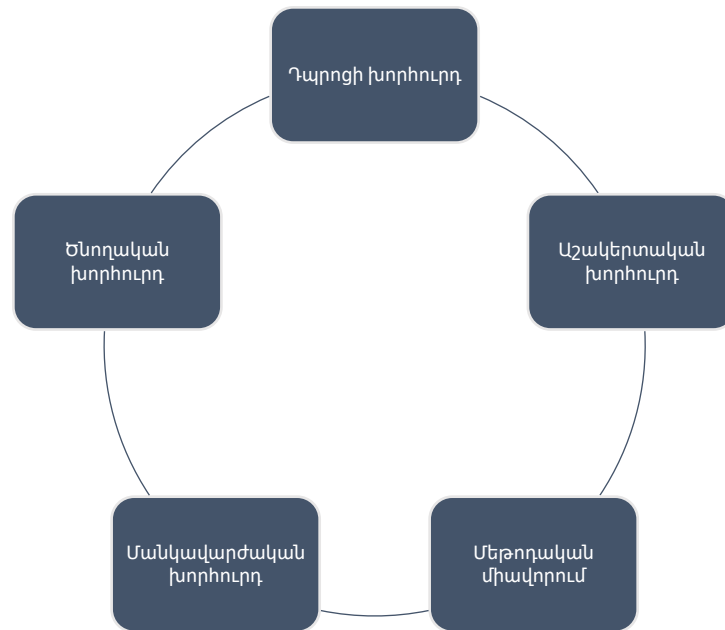 Դպրոցի խորհուրդ
Աշակերտական
խորհուրդ
Մեթոդական
միավորում
Մանկավարժական
խորհուրդ
Ծնողական
խորհուրդ